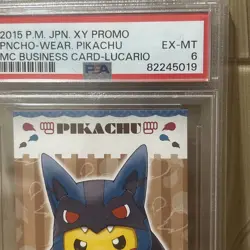 2015 P.M. JPN. XY PROMO
PNCHO-WEAR. PIKACHU EX-MT
MC BUSINESS CARD-LUCARIO 6
PSA 82245019
PIKACHU